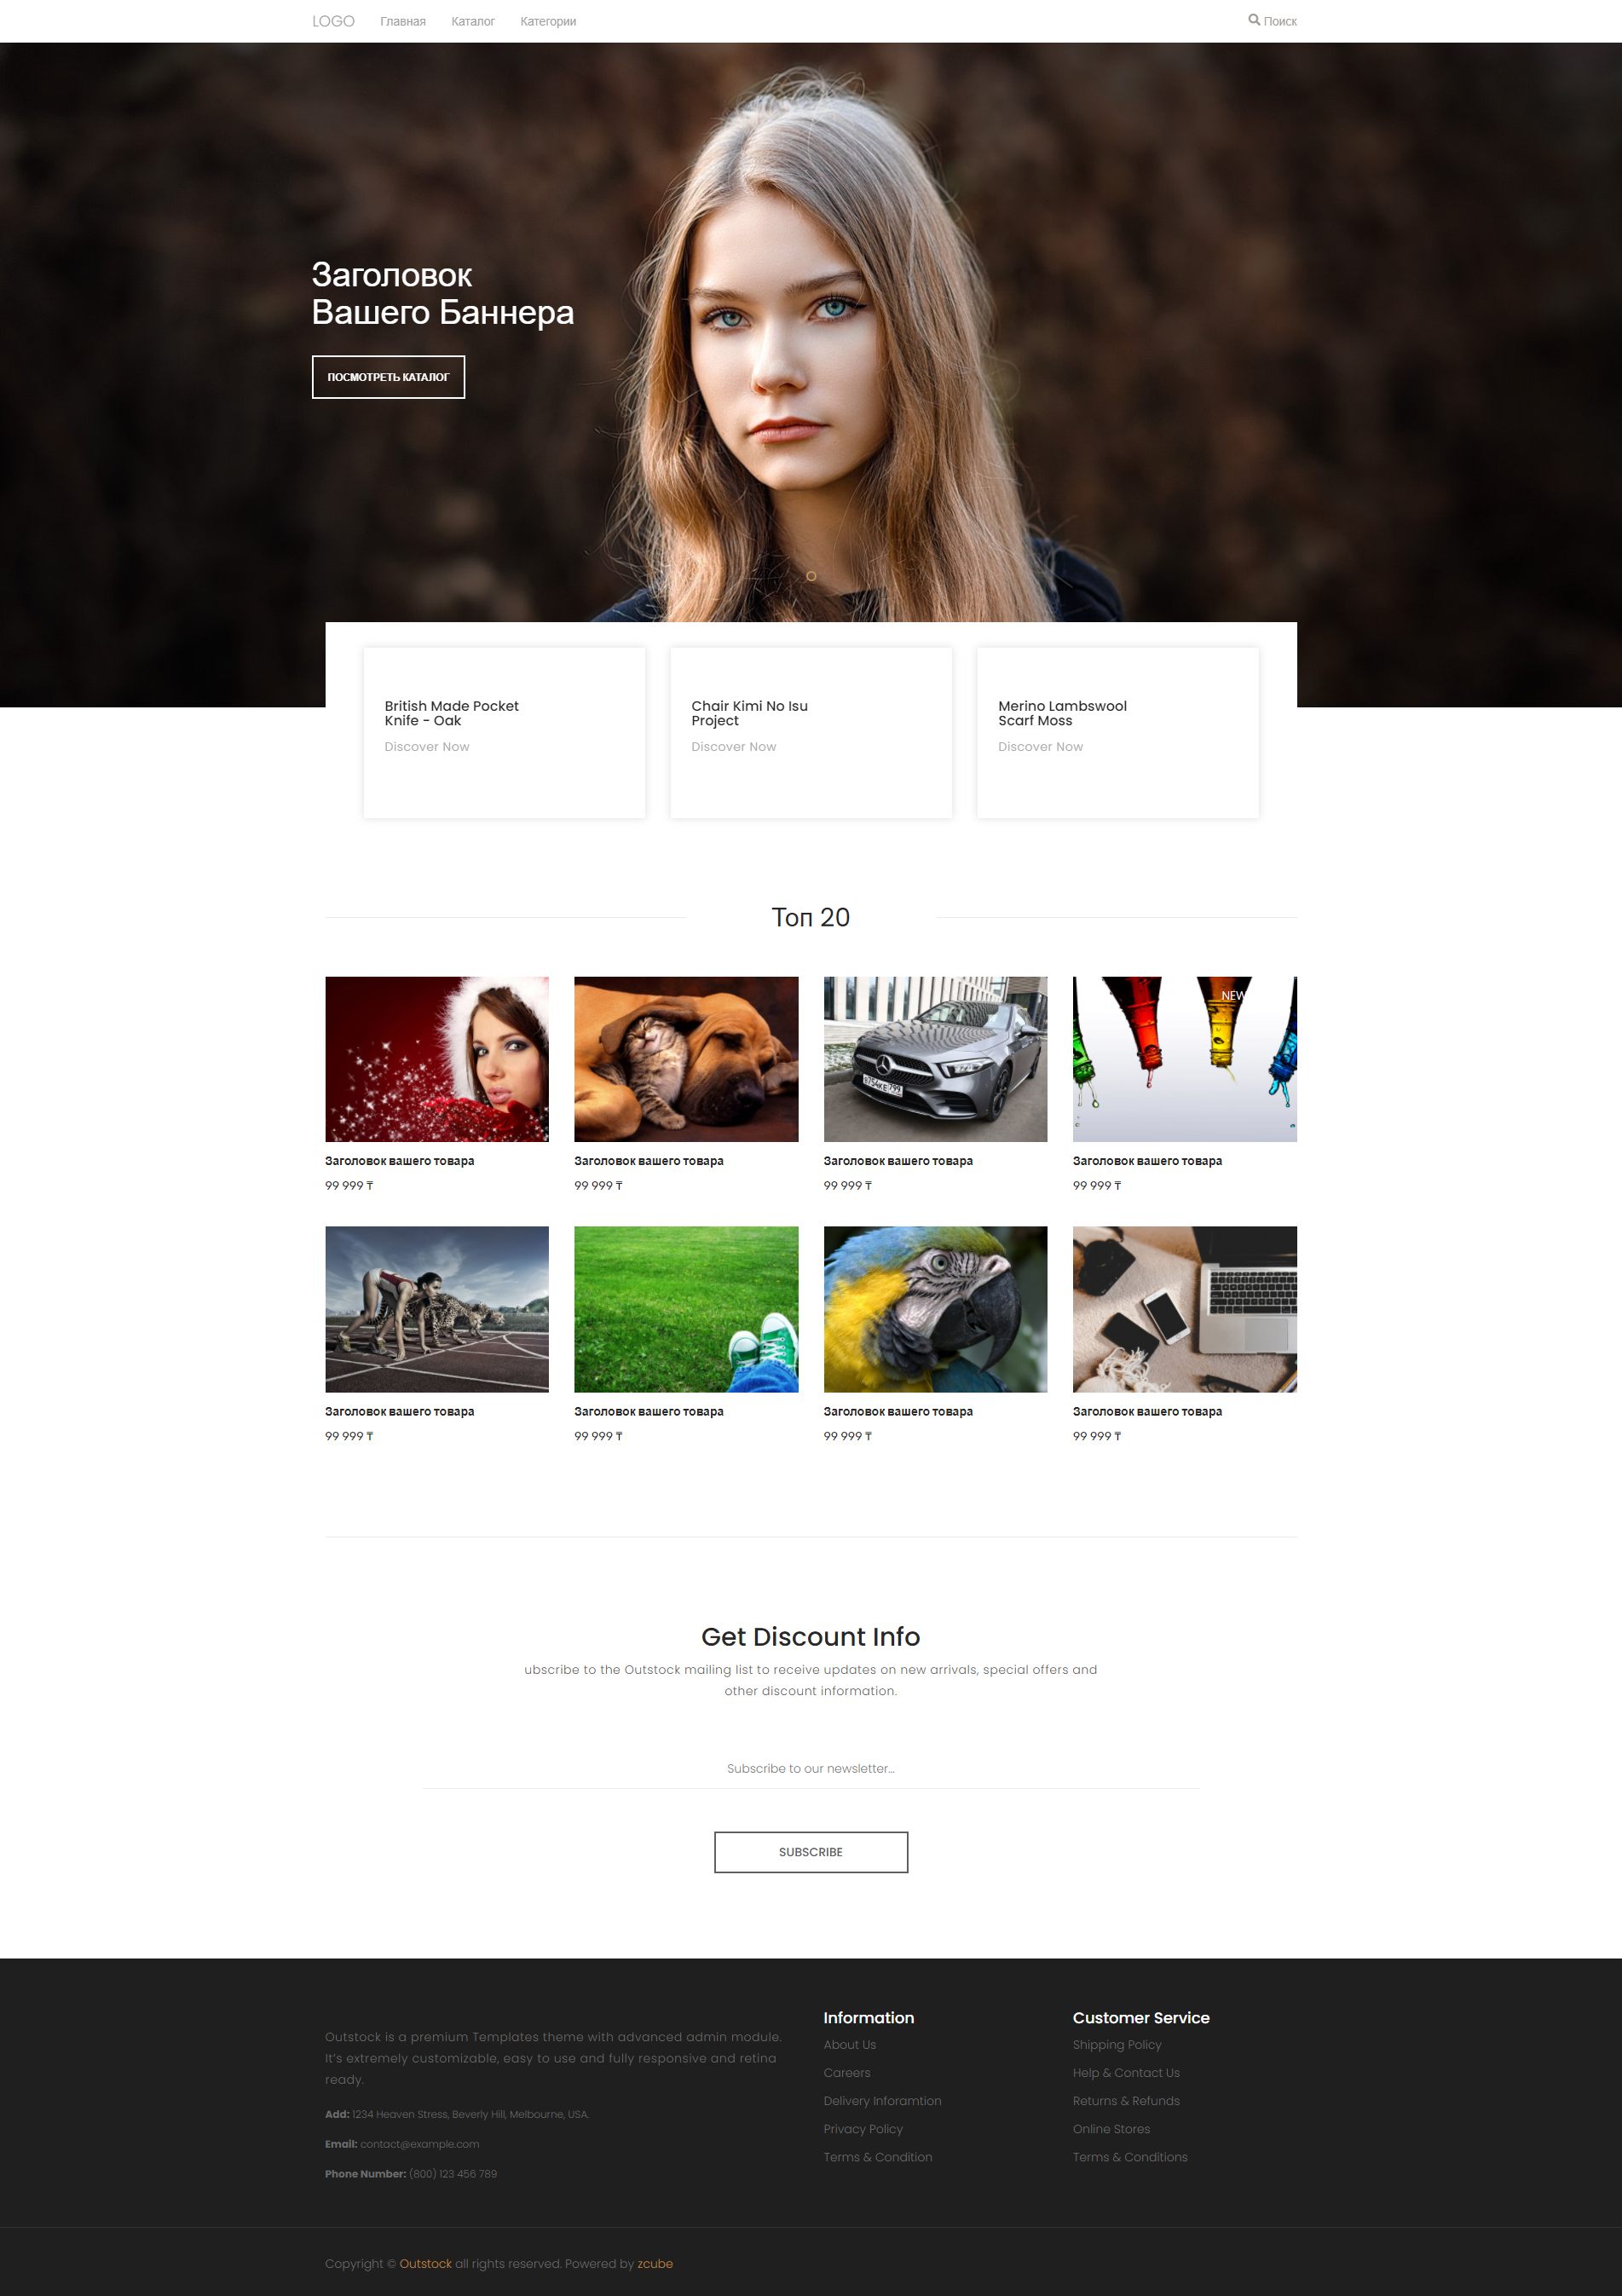 LOGO Главная Каталог Категории Поиск
Заголовок
Вашего Баннера
ПОСМОТРЕТЬ КАТАЛОГ
British Made Pocket
Knife - Oak
Discover Now
Chair Kimi No Isu
Project
Discover Now
Merino Lambswool
Scarf Moss
Discover Now
Топ 20
NEW
E754KE 799
Заголовок вашего товара
99 999 ₸
Заголовок вашего товара
99 999 ₸
Заголовок вашего товара
99 999 ₸
Заголовок вашего товара
99 999 ₸
Заголовок вашего товара
99 999 ₸
Заголовок вашего товара
99 999 ₸
Заголовок вашего товара
99 999 ₸
Заголовок вашего товара
99 999 ₸
Get Discount Info
ubscribe to the Outstock mailing list to receive updates on new arrivals, special offers and
other discount information.
Subscribe to our newsletter...
SUBSCRIBE
Outstock is a premium Templates theme with advanced admin module.
It's extremely customizable, easy to use and fully responsive and retina
ready.
Add: 1234 Heaven Stress, Beverly Hill, Melbourne, USA.
Email: contact@example.com
Phone Number: (800) 123 456 789
Information
About Us
Careers
Delivery Inforamtion
Privacy Policy
Terms & Condition
Customer Service
Shipping Policy
Help & Contact Us
Returns & Refunds
Online Stores
Terms & Conditions
Copyright © Outstock all rights reserved. Powered by zcube